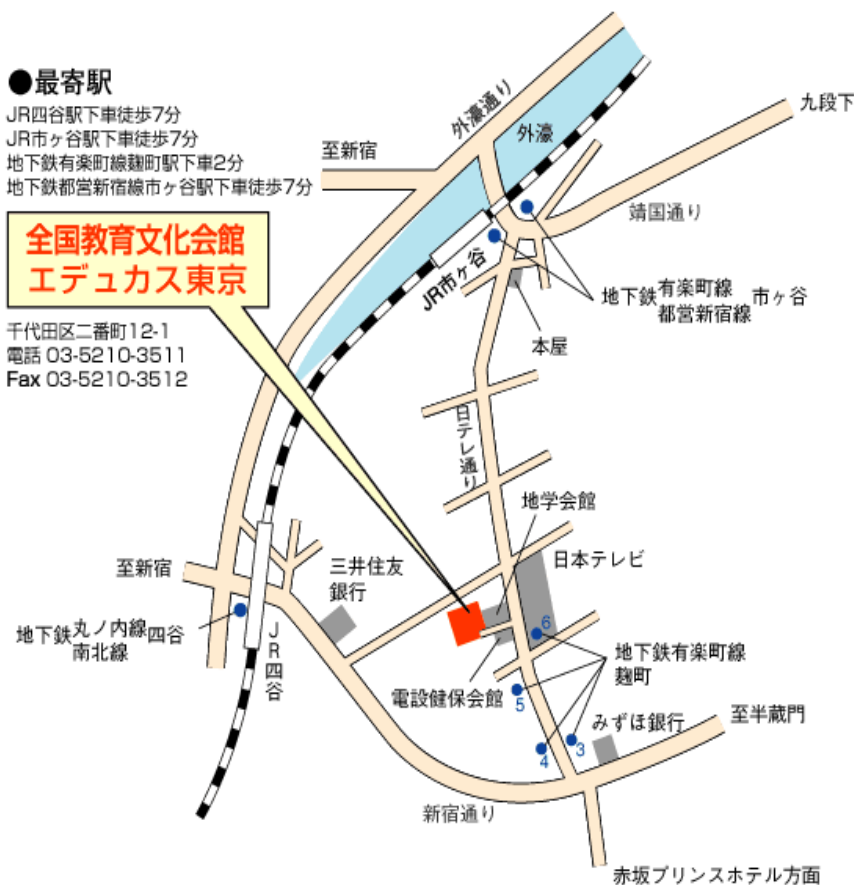 ●最寄駅
JR四谷駅下車徒歩7分
JR市ヶ谷駅下車徒歩7分
地下鉄有楽町線麹町駅下車2分
地下鉄都営新宿線市ヶ谷駅下車徒歩7分
全国教育文化会館
エデュカス東京
千代田区二番町12-1
電話 03-5210-3511
Fax 03-5210-3512
外濠通り
外濠
九段下
至新宿
靖国通り
JR市ヶ谷
地下鉄有楽町線
都営新宿線
市ヶ谷
本屋
日テレ通り
地学会館
日本テレビ
至新宿
三井住友
銀行
地下鉄丸ノ内線
南北線
四谷
JR四谷
6
地下鉄有楽町線
麹町
電設健保会館
5
みずほ銀行
至半蔵門
4
3
新宿通り
赤坂プリンスホテル方面